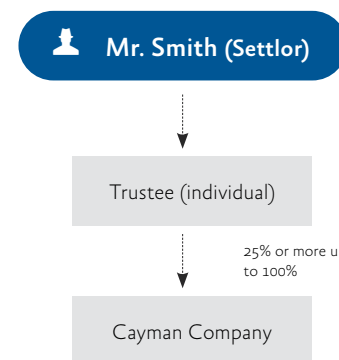 Mr. Smith (Settlor)
Trustee (individual)
25% or more u
to 100%
Cayman Company